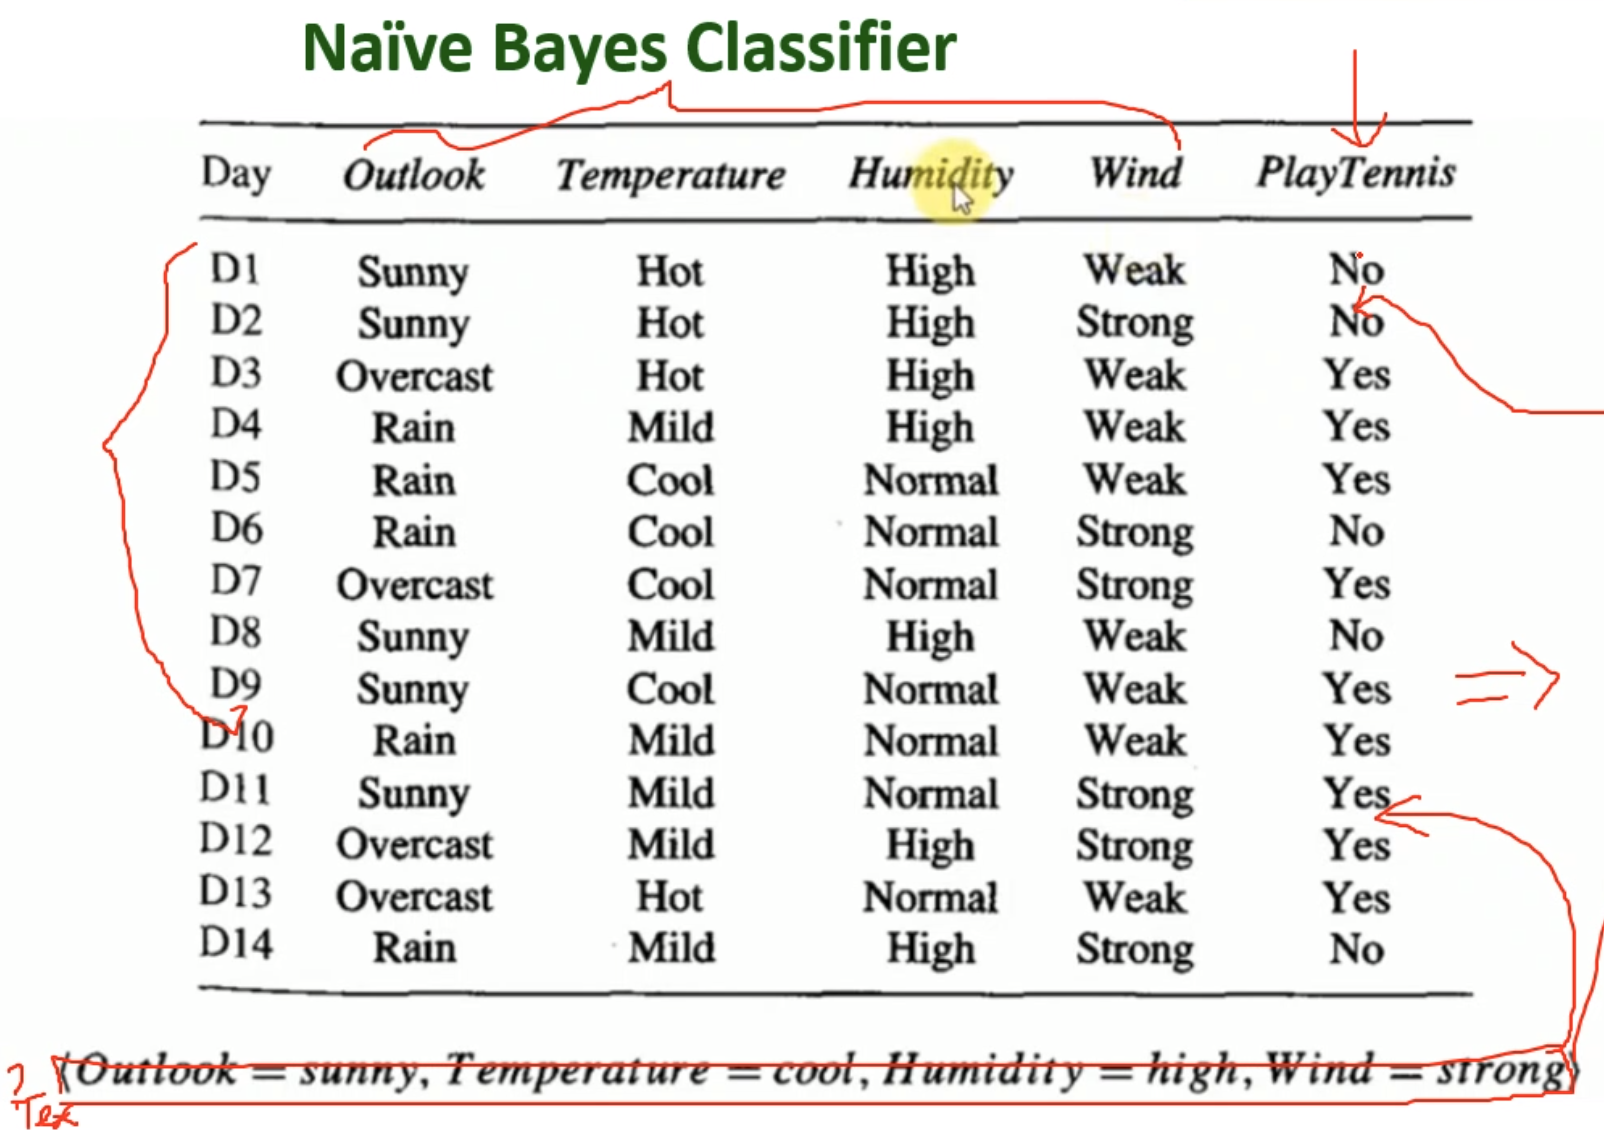 Naïve Bayes Classifier
Day Outlook Temperature Humidity Wind PlayTennis
D1 Sunny Hot High Weak No
D2 Sunny Hot High Strong No
D3 Overcast Hot High Weak Yes
D4 Rain Mild High Weak Yes
D5 Rain Cool Normal Weak Yes
D6 Rain Cool Normal Strong No
D7 Overcast Cool Normal Strong Yes
D8 Sunny Mild High Weak No
D9 Sunny Cool Normal Weak Yes
D10 Rain Mild Normal Weak Yes
D11 Sunny Mild Normal Strong Yes
D12 Overcast Mild High Strong Yes
D13 Overcast Hot Normal Weak Yes
D14 Rain Mild High Strong No
⟨Outlook = sunny, Temperature = cool, Humidity = high, Wind = strong⟩